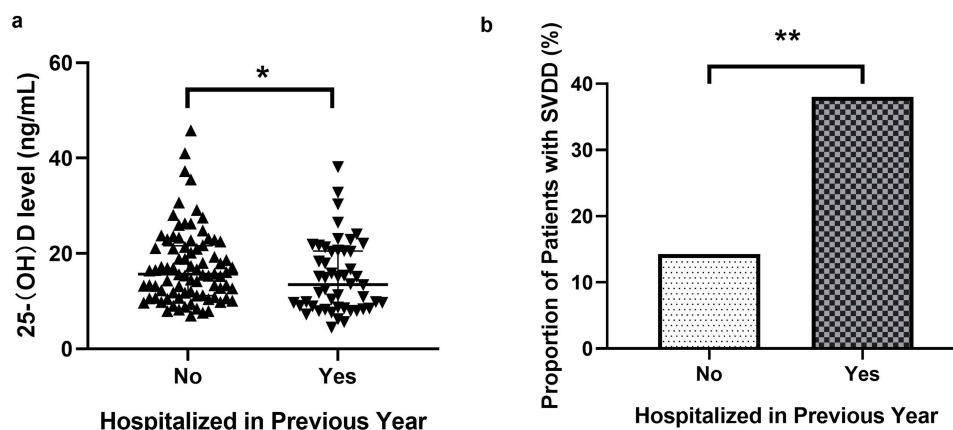 a
25-(OH) D level (ng/mL)
60
40
20
0
*
No
Yes
Hospitalized in Previous Year
b
Proportion of Patients with SVDD (%)
40
30
20
10
0
**
No
Yes
Hospitalized in Previous Year